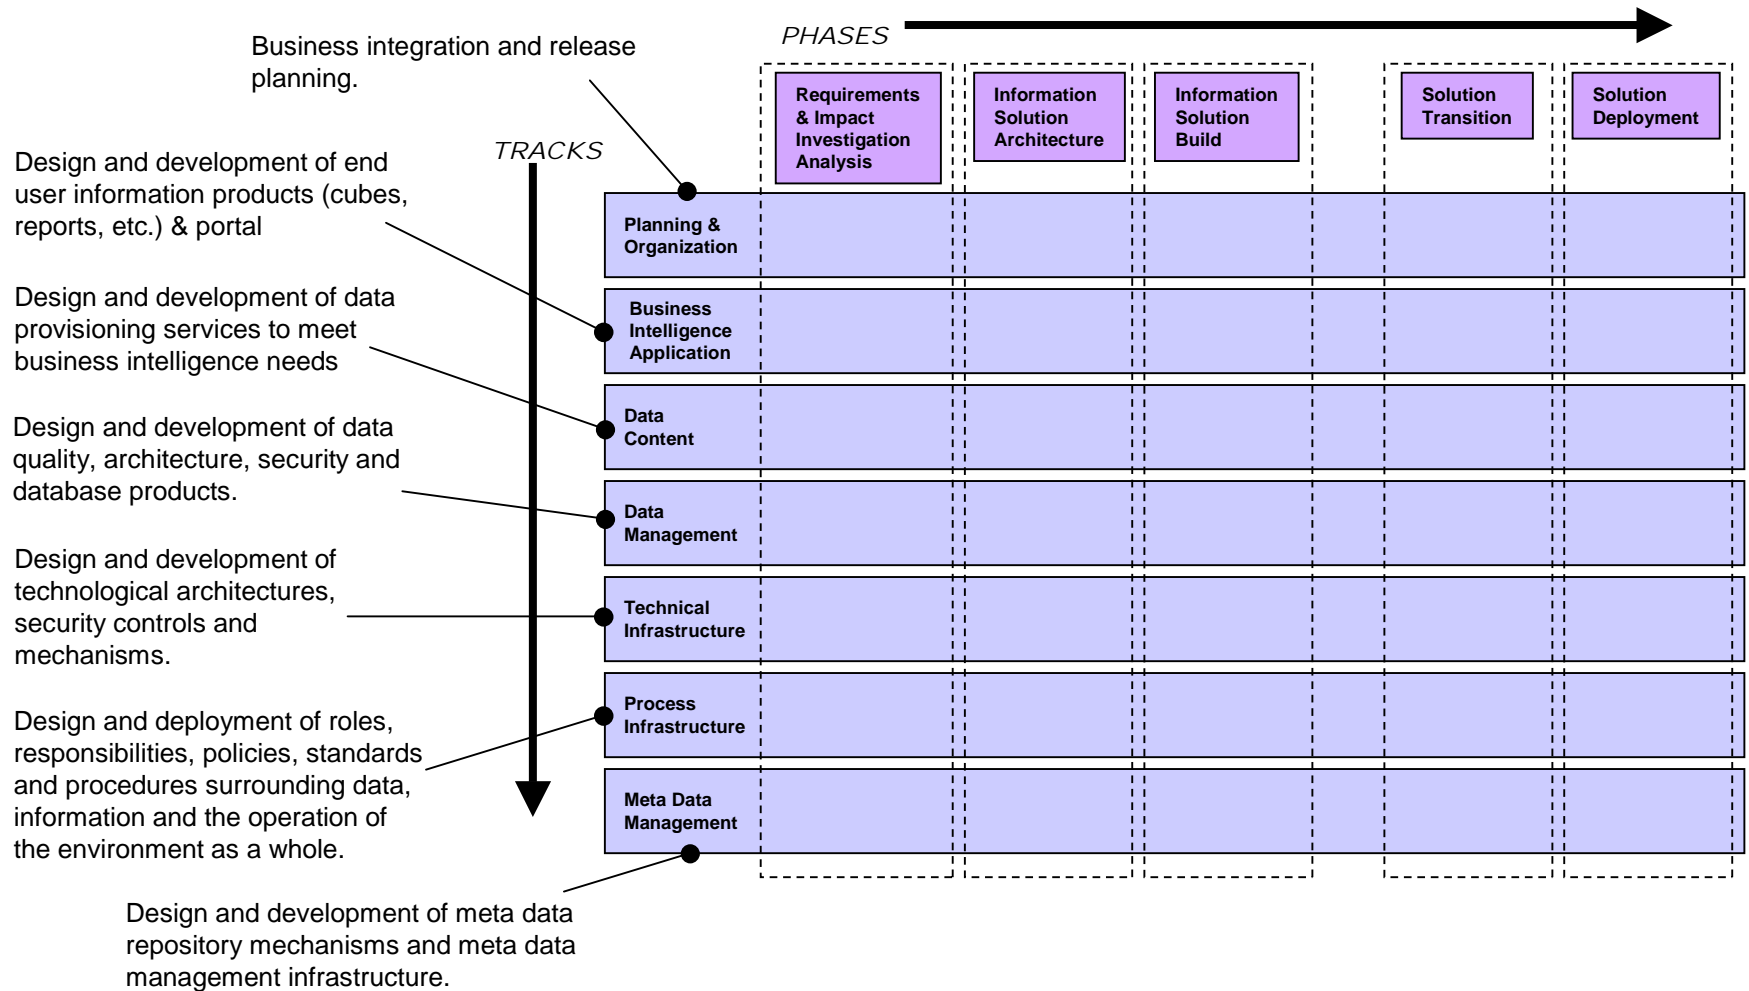 PHASES
Business integration and release
planning.
Requirements
& Impact
Investigation
Analysis
Information
Solution
Architecture
Information
Solution
Build
Solution
Transition
Solution
Deployment
TRACKS
Design and development of end
user information products (cubes,
reports, etc.) & portal
Planning &
Organization
Design and development of data
provisioning services to meet
business intelligence needs
Business
Intelligence
Application
Design and development of data
quality, architecture, security and
database products.
Data
Content
Data
Management
Design and development of
technological architectures,
security controls and
mechanisms.
Technical
Infrastructure
Design and deployment of roles,
responsibilities, policies, standards
and procedures surrounding data,
information and the operation of
the environment as a whole.
Process
Infrastructure
Meta Data
Management
Design and development of meta data
repository mechanisms and meta data
management infrastructure.